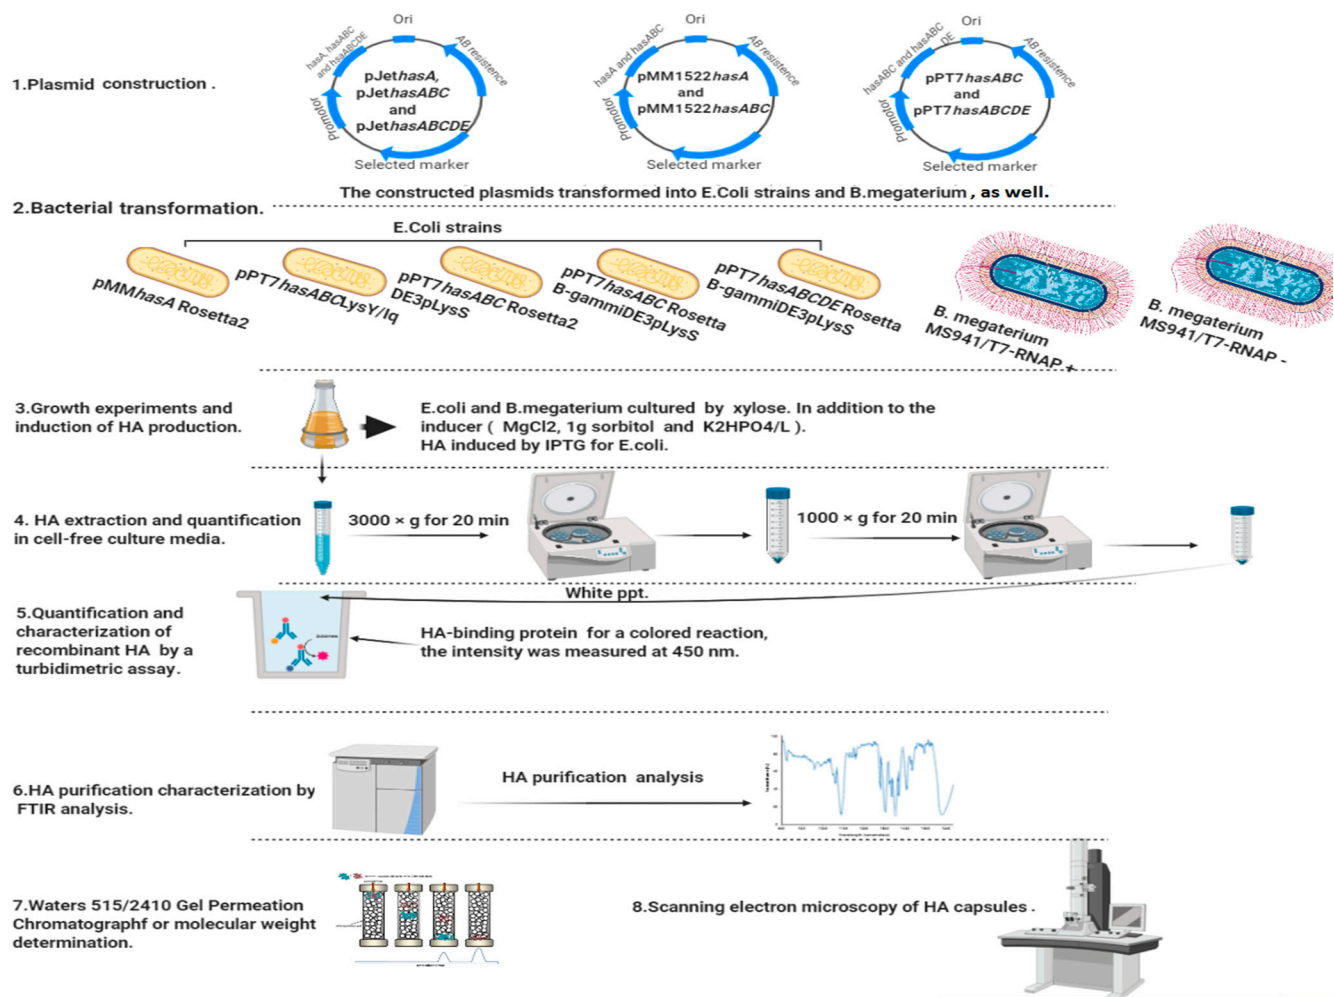 Ori
hasA, hasABC
and hsaABCDE
AB resistence
pJethasA,
pJethasABC
and
pJethasABCDE
Promotor
Selected marker
Ori
hasA and hasABC
AB resistence
pMM1522hasA
and
pMM1522hasABC
Promotor
Selected marker
Ori
hasABC and hasABC
DE
AB resistence
pPT7hasABC
and
pPT7hasABCDE
Promotor
Selected marker
1.Plasmid construction .
The constructed plasmids transformed into E.Coli strains and B.megaterium , as well.
2.Bacterial transformation.
E.Coli strains
pMMhasA Rosetta2
pPT7hasABCLysY/Iq
pPT7hasABC Rosetta2
DE3pLysS
pPT7hasABC Rosetta
B-gammiDE3pLysS
pPT7hasABCDE Rosetta
B-gammiDE3pLysS
B. megaterium
MS941/T7-RNAP +
B. megaterium
MS941/T7-RNAP -
3.Growth experiments and
induction of HA production.
E.coli and B.megaterium cultured by xylose. In addition to the
inducer ( MgCl2, 1g sorbitol and K2HPO4/L ).
HA induced by IPTG for E.coli.
4. HA extraction and quantification
in cell-free culture media.
3000 × g for 20 min
1000 × g for 20 min
White ppt.
5.Quantification and
characterization of
recombinant HA by a
turbidimetric assay.
HA-binding protein for a colored reaction,
the intensity was measured at 450 nm.
6.HA purification characterization by
FTIR analysis.
HA purification analysis
7.Waters 515/2410 Gel Permeation
Chromatographf or molecular weight
determination.
8.Scanning electron microscopy of HA capsules .